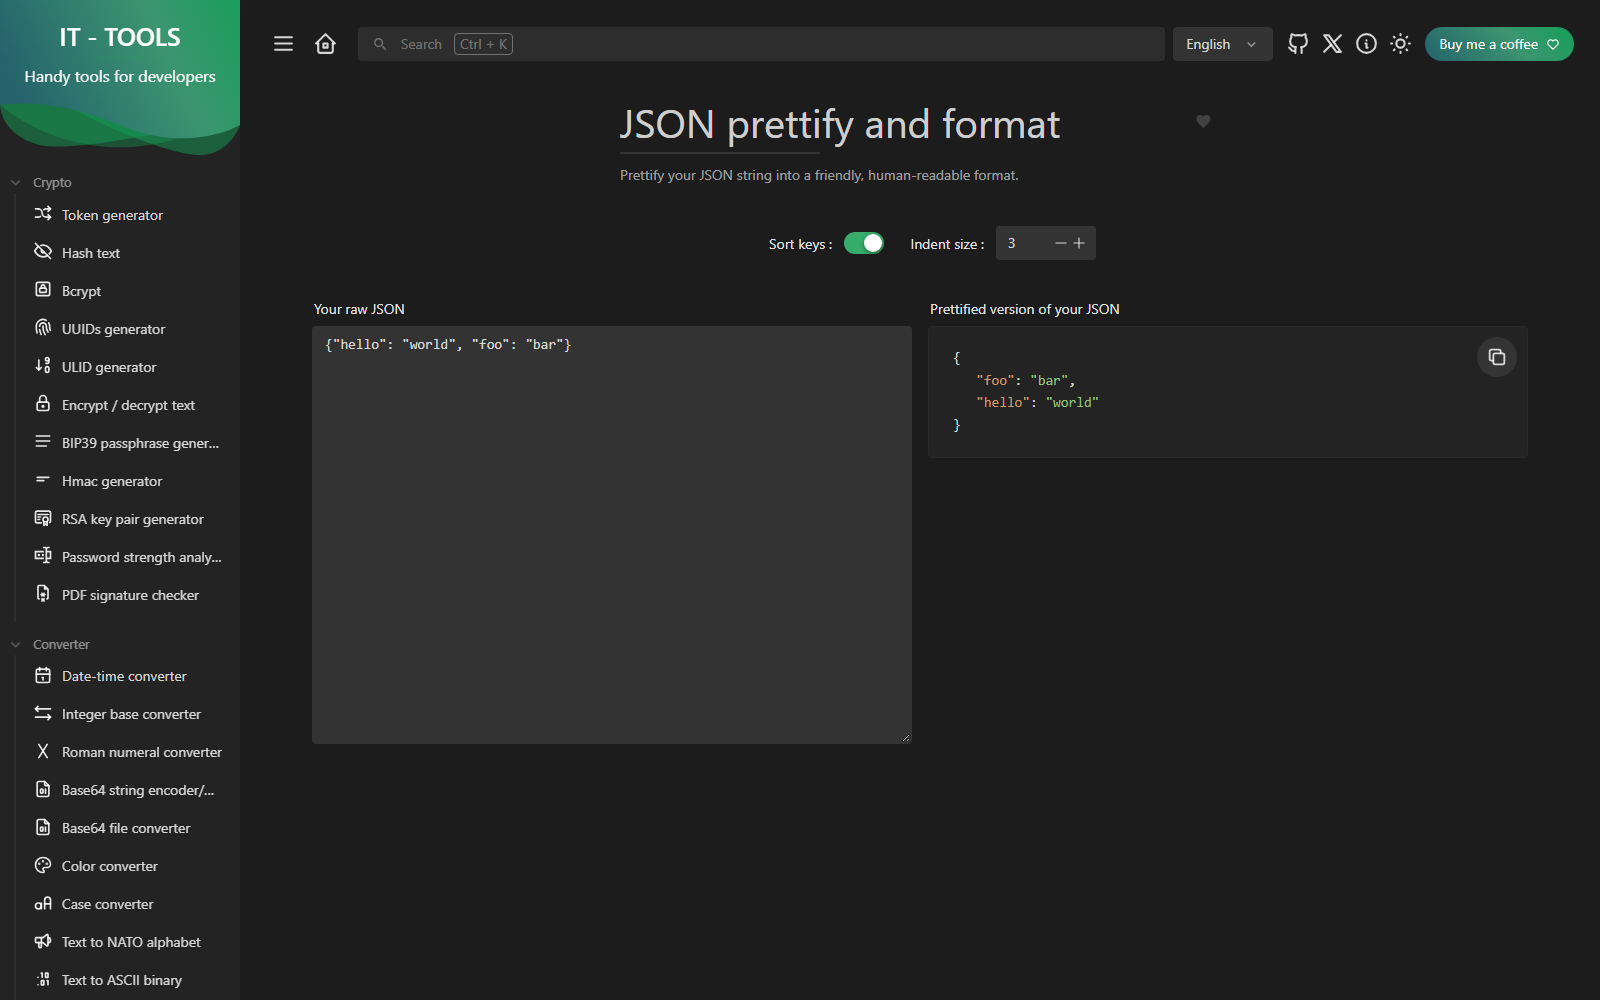 IT - TOOLS
Handy tools for developers
Crypto
Token generator
Hash text
Bcrypt
UUIDs generator
ULID generator
Encrypt / decrypt text
BIP39 passphrase gener...
Hmac generator
RSA key pair generator
Password strength analy...
PDF signature checker
Converter
Date-time converter
Integer base converter
Roman numeral converter
Base64 string encoder/...
Base64 file converter
Color converter
Case converter
Text to NATO alphabet
Text to ASCII binary
Search Ctrl + K
English
Buy me a coffee
JSON prettify and format
Prettify your JSON string into a friendly, human-readable format.
Sort keys :
Indent size :
3
Your raw JSON
{"hello": "world", "foo": "bar"}
Prettified version of your JSON
{
"foo": "bar",
"hello": "world"
}